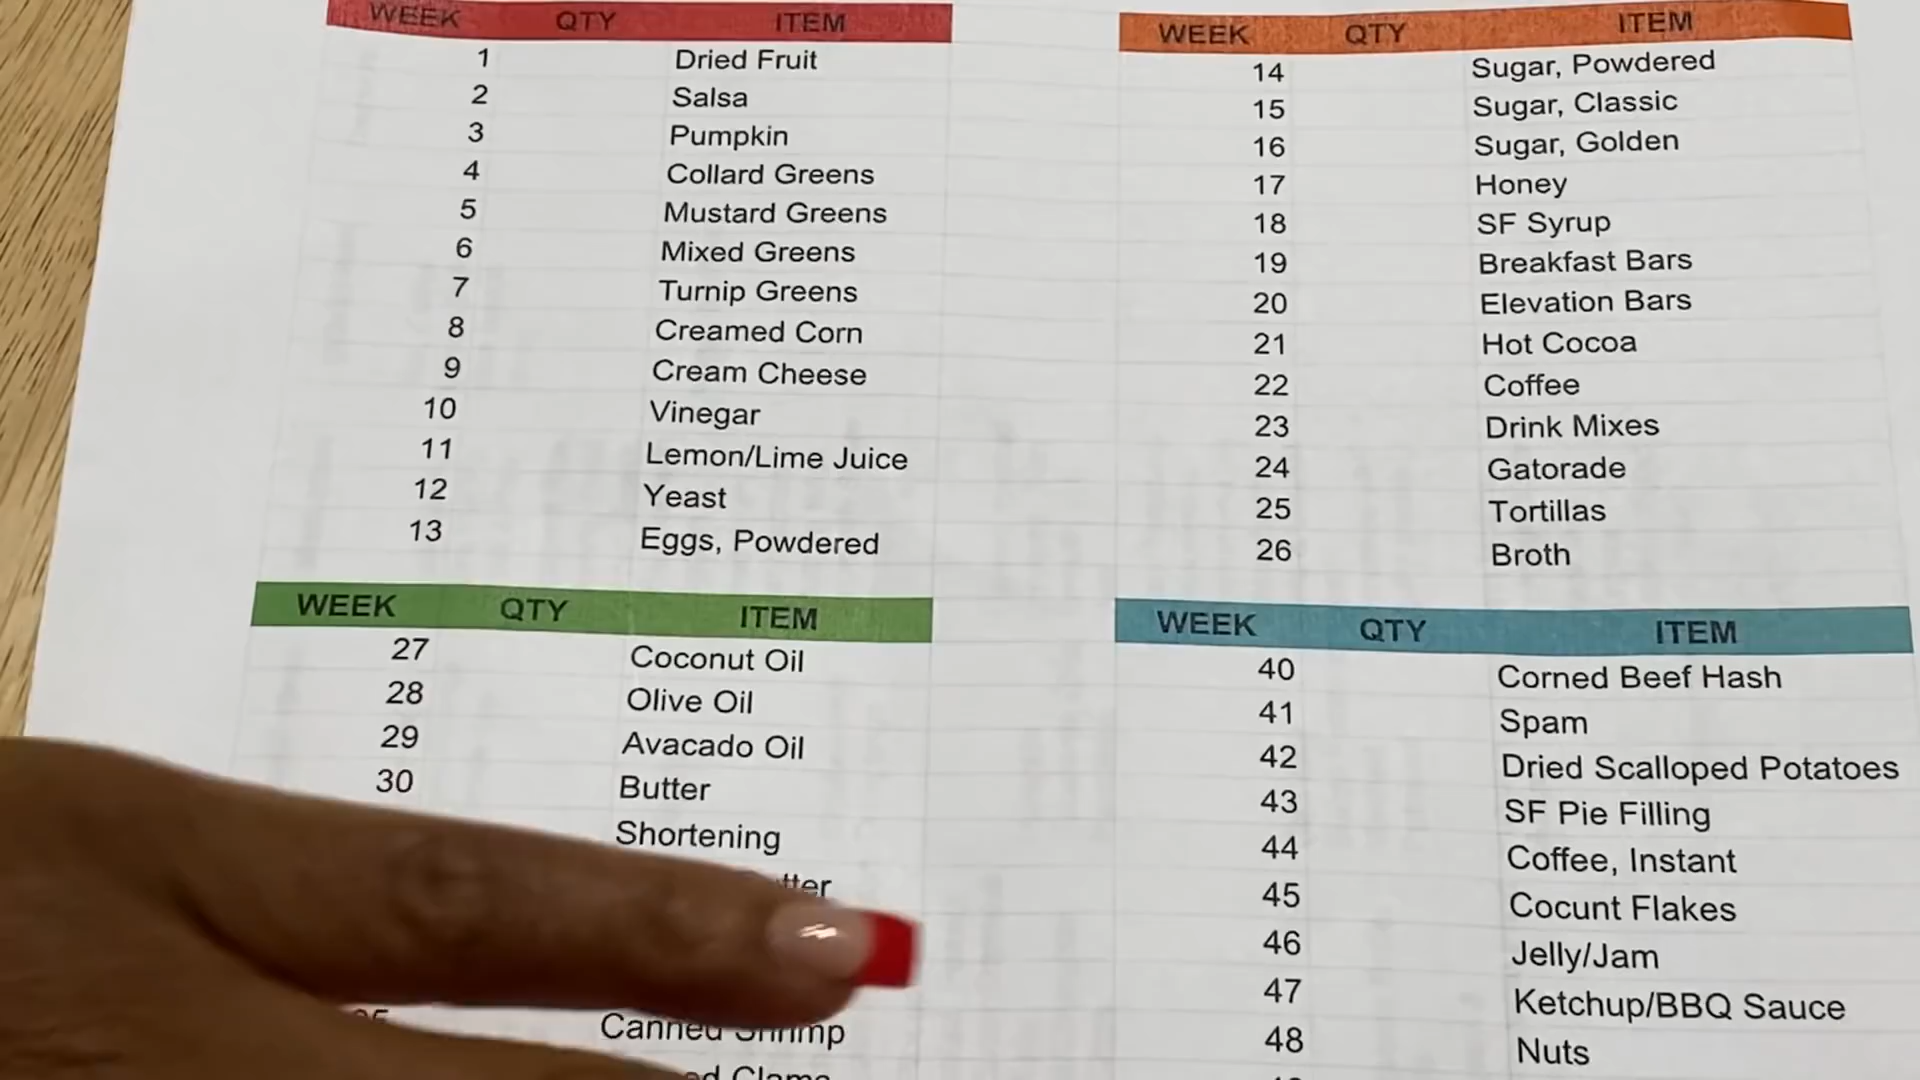 WEEK QTY ITEM
1 Dried Fruit
2 Salsa
3 Pumpkin
4 Collard Greens
5 Mustard Greens
6 Mixed Greens
7 Turnip Greens
8 Creamed Corn
9 Cream Cheese
10 Vinegar
11 Lemon/Lime Juice
12 Yeast
13 Eggs, Powdered
WEEK QTY ITEM
14 Sugar, Powdered
15 Sugar, Classic
16 Sugar, Golden
17 Honey
18 SF Syrup
19 Breakfast Bars
20 Elevation Bars
21 Hot Cocoa
22 Coffee
23 Drink Mixes
24 Gatorade
25 Tortillas
26 Broth
WEEK QTY ITEM
27 Coconut Oil
28 Olive Oil
29 Avacado Oil
30 Butter
Shortening
Canned Shrimp
WEEK QTY ITEM
40 Corned Beef Hash
41 Spam
42 Dried Scalloped Potatoes
43 SF Pie Filling
44 Coffee, Instant
45 Cocunt Flakes
46 Jelly/Jam
47 Ketchup/BBQ Sauce
48 Nuts